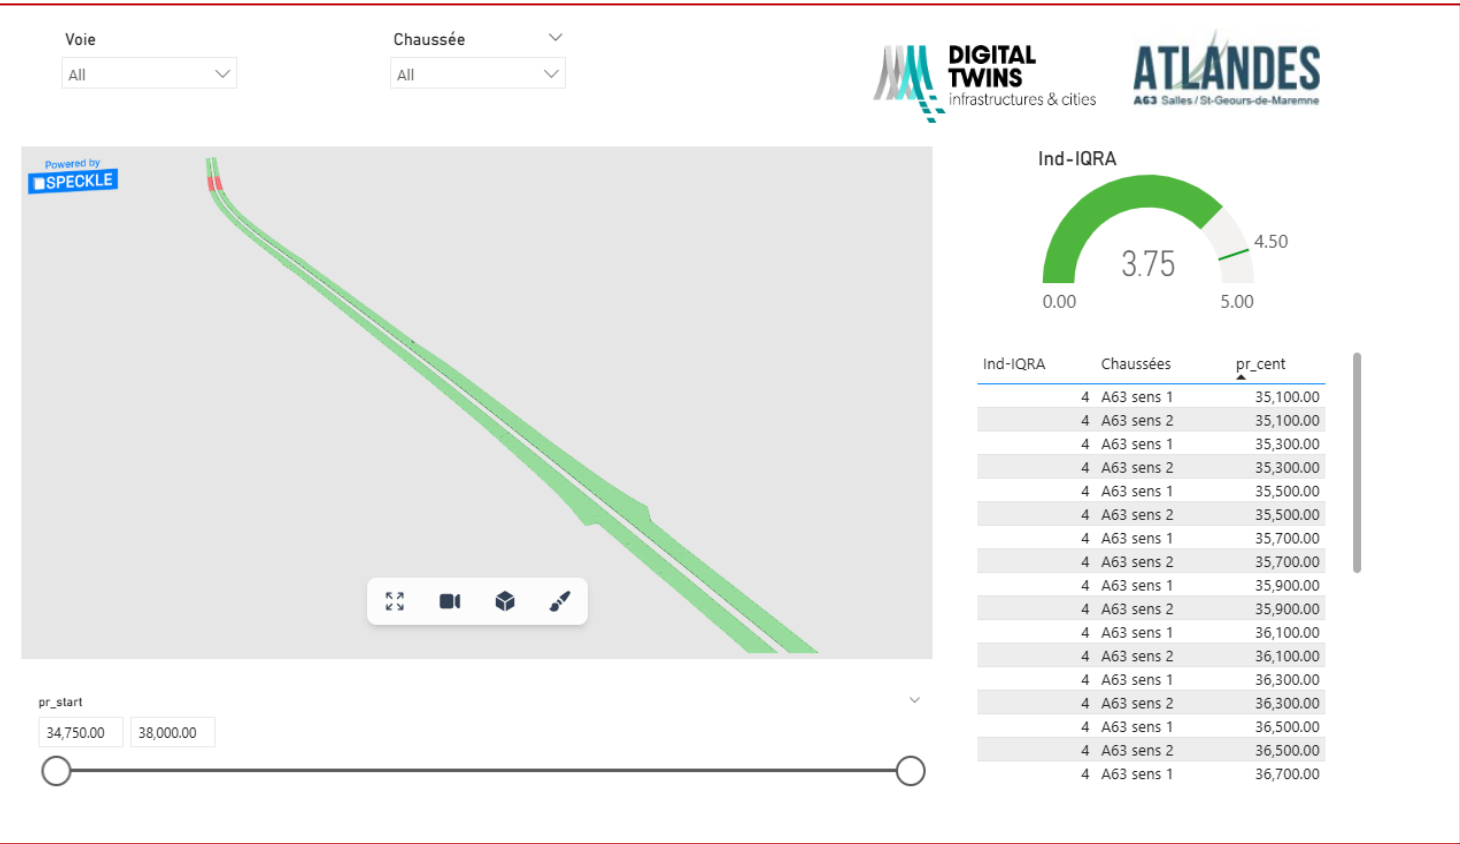 Voie
Chaussée
All
All
DIGITAL
TWINS
infrastructures & cities
ATLANDES
A63 Salles / St-Geours-de-Maremne
Powered by
SPECKLE
Ind-IQRA
4.50
3.75
0.00
5.00
Ind-IQRA Chaussées pr_cent
4 A63 sens 1 35,100.00
4 A63 sens 2 35,100.00
4 A63 sens 1 35,300.00
4 A63 sens 2 35,300.00
4 A63 sens 1 35,500.00
4 A63 sens 2 35,500.00
4 A63 sens 1 35,700.00
4 A63 sens 2 35,700.00
4 A63 sens 1 35,900.00
4 A63 sens 2 35,900.00
4 A63 sens 1 36,100.00
4 A63 sens 2 36,100.00
4 A63 sens 1 36,300.00
4 A63 sens 2 36,300.00
4 A63 sens 1 36,500.00
4 A63 sens 2 36,500.00
4 A63 sens 1 36,700.00
pr_start
34,750.00 38,000.00